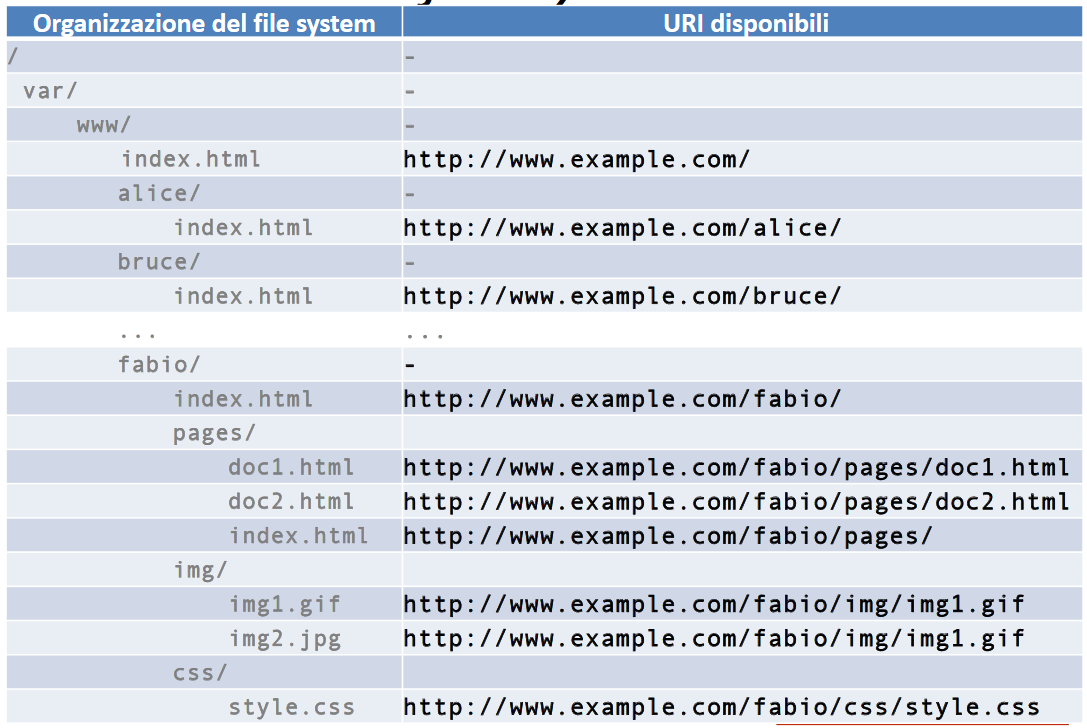 Organizzazione del file system URI disponibili
/ -
var/ -
www/ -
index.html http://www.example.com/
alice/ -
index.html http://www.example.com/alice/
bruce/ -
index.html http://www.example.com/bruce/
... ...
fabio/ -
index.html http://www.example.com/fabio/
pages/
doc1.html http://www.example.com/fabio/pages/doc1.html
doc2.html http://www.example.com/fabio/pages/doc2.html
index.html http://www.example.com/fabio/pages/
img/
img1.gif http://www.example.com/fabio/img/img1.gif
img2.jpg http://www.example.com/fabio/img/img1.gif
css/
style.css http://www.example.com/fabio/css/style.css